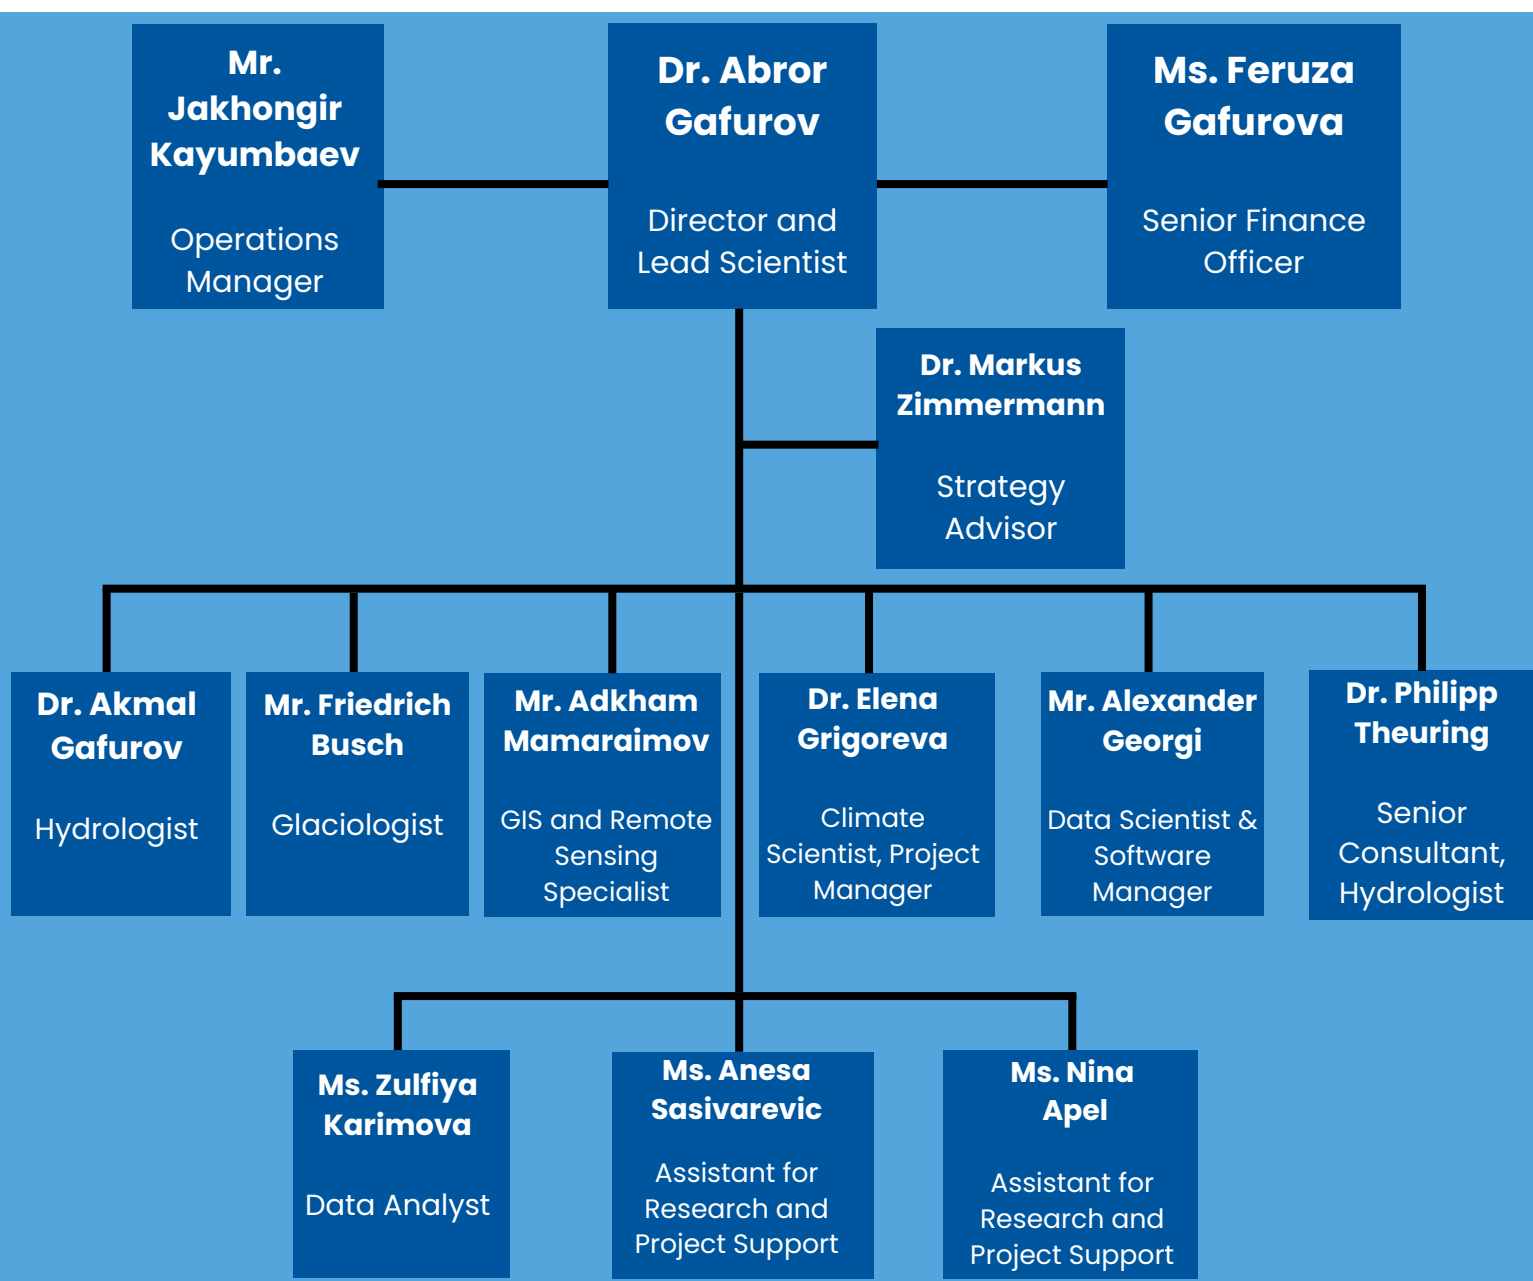 Mr.
Jakhongir
Kayumbaev
Operations
Manager
Dr. Abror
Gafurov
Director and
Lead Scientist
Ms. Feruza
Gafurova
Senior Finance
Officer
Dr. Markus
Zimmermann
Strategy
Advisor
Dr. Akmal
Gafurov
Hydrologist
Mr. Friedrich
Busch
Glaciologist
Mr. Adkham
Mamaraimov
GIS and Remote
Sensing
Specialist
Dr. Elena
Grigoreva
Climate
Scientist, Project
Manager
Mr. Alexander
Georgi
Data Scientist &
Software
Manager
Dr. Philipp
Theuring
Senior
Consultant,
Hydrologist
Ms. Zulfiya
Karimova
Data Analyst
Ms. Anesa
Sasivarevic
Assistant for
Research and
Project Support
Ms. Nina
Apel
Assistant for
Research and
Project Support